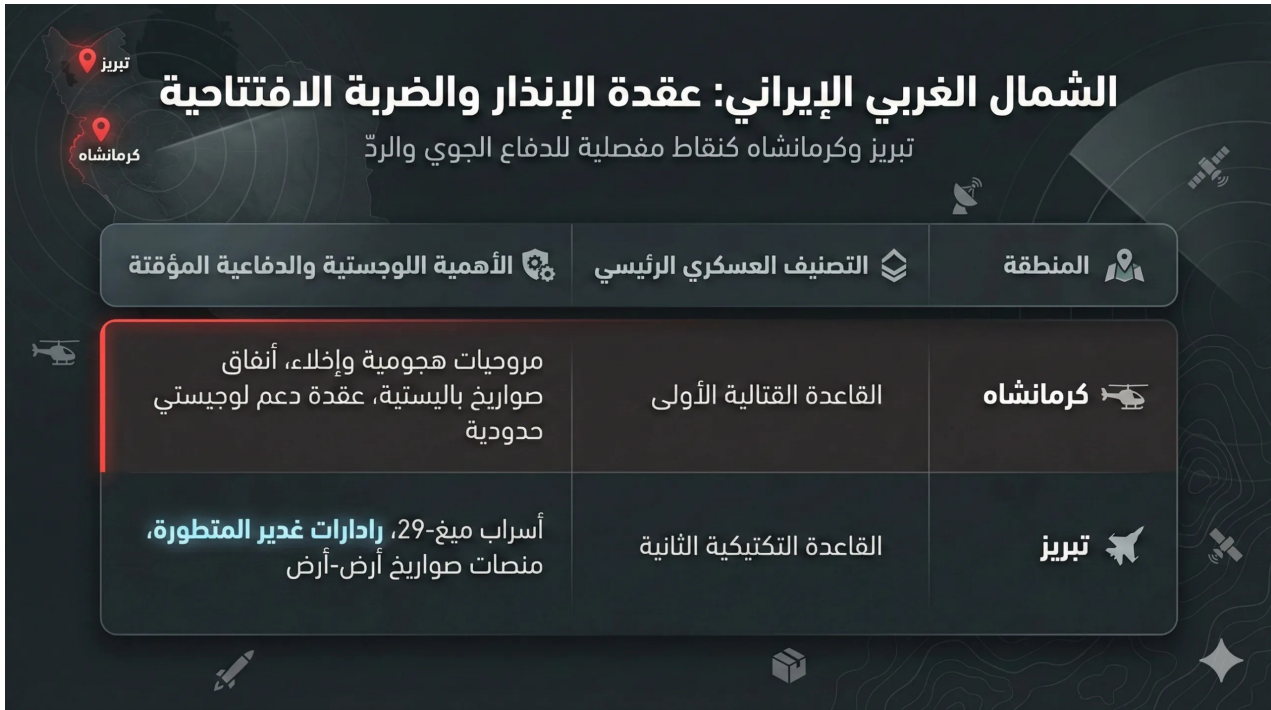 تبريز
كرمانشاه
الشمال الغربي الإيراني: عقدة الإنذار والضربة الافتتاحية
تبريز وكرمانشاه كنقاط مفصلية للدفاع الجوي والردّ
المنطقة
التصنيف العسكري الرئيسي
الأهمية اللوجستية والدفاعية المؤقتة
كرمانشاه
القاعدة القتالية الأولى
مروحيات هجومية وإخلاء، أنفاق
صواريخ باليستية، عقدة دعم لوجيستي
حدودية
تبريز
القاعدة التكتيكية الثانية
أسراب ميغ-29، رادارات غدير المتطورة،
منصات صواريخ أرض-أرض